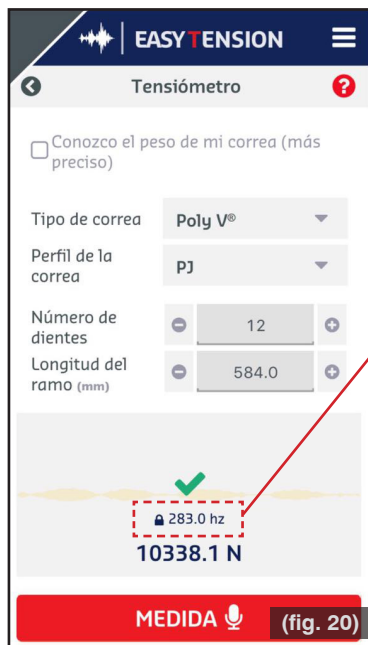 EASYTENSION
Tensiómetro ?
Conozco el peso de mi correa (más
preciso)
Tipo de correa Poly V®
Perfil de la
correa PJ
Número de
dientes 12
Longitud del
ramo (mm) 584.0
283.0 hz
10338.1 N
MEDIDA (fig. 20)